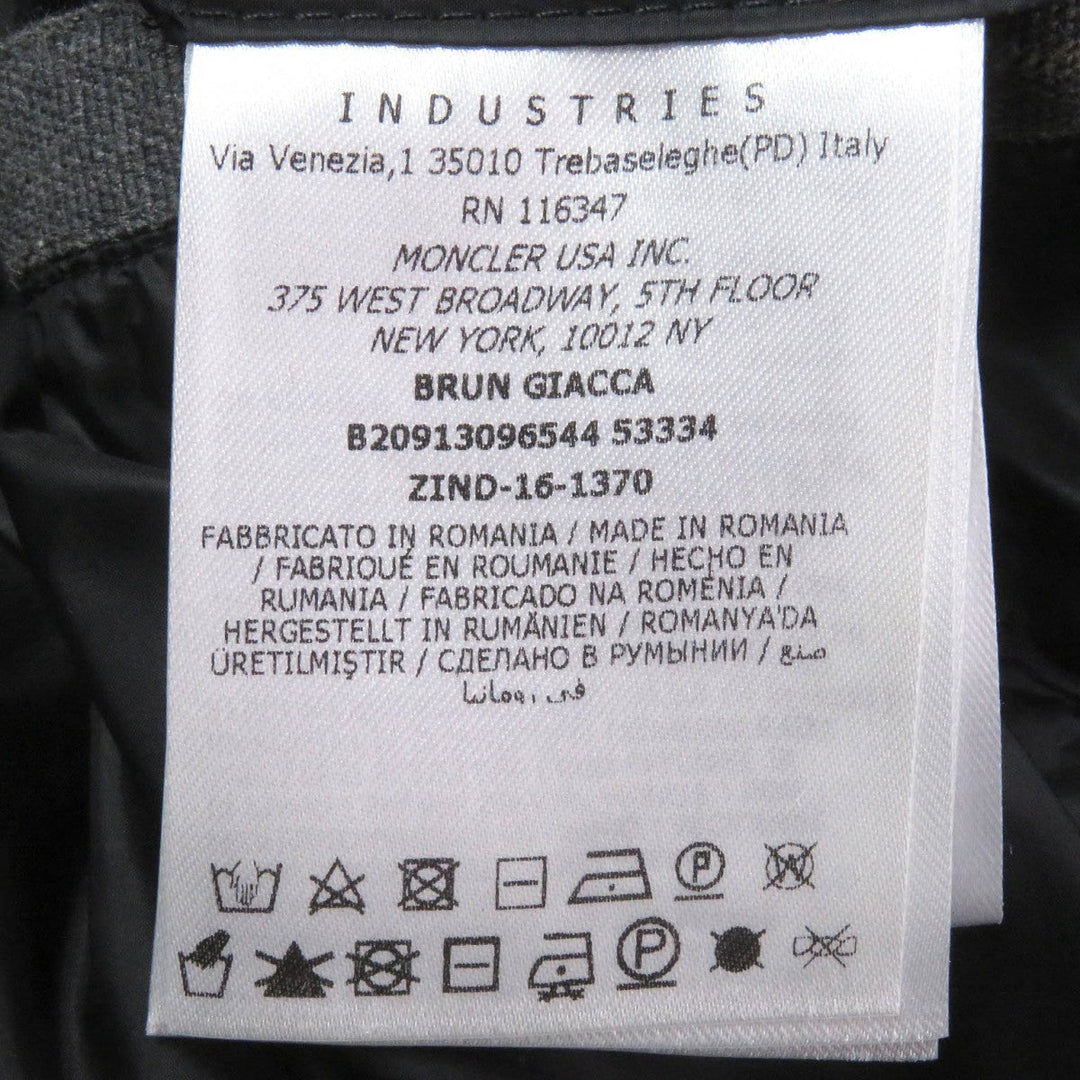 INDUSTRIES
Via Venezia,1 35010 Trebaseleghe(PD) Italy
RN 116347
MONCLER USA INC.
375 WEST BROADWAY, 5TH FLOOR
NEW YORK, 10012 NY
BRUN GIACCA
B20913096544 53334
ZIND-16-1370
FABBRICATO IN ROMANIA / MADE IN ROMANIA
/ FABRIQUÉ EN ROUMANIE / HECHO EN
RUMANIA / FABRICADO NA ROMÊNIA /
HERGESTELLT IN RUMÄNIEN / ROMANYA'DA
ÜRETILMIŞTIR / СДЕЛАНО В РУМЫНИИ / صنع
في رومانيا
P W
P